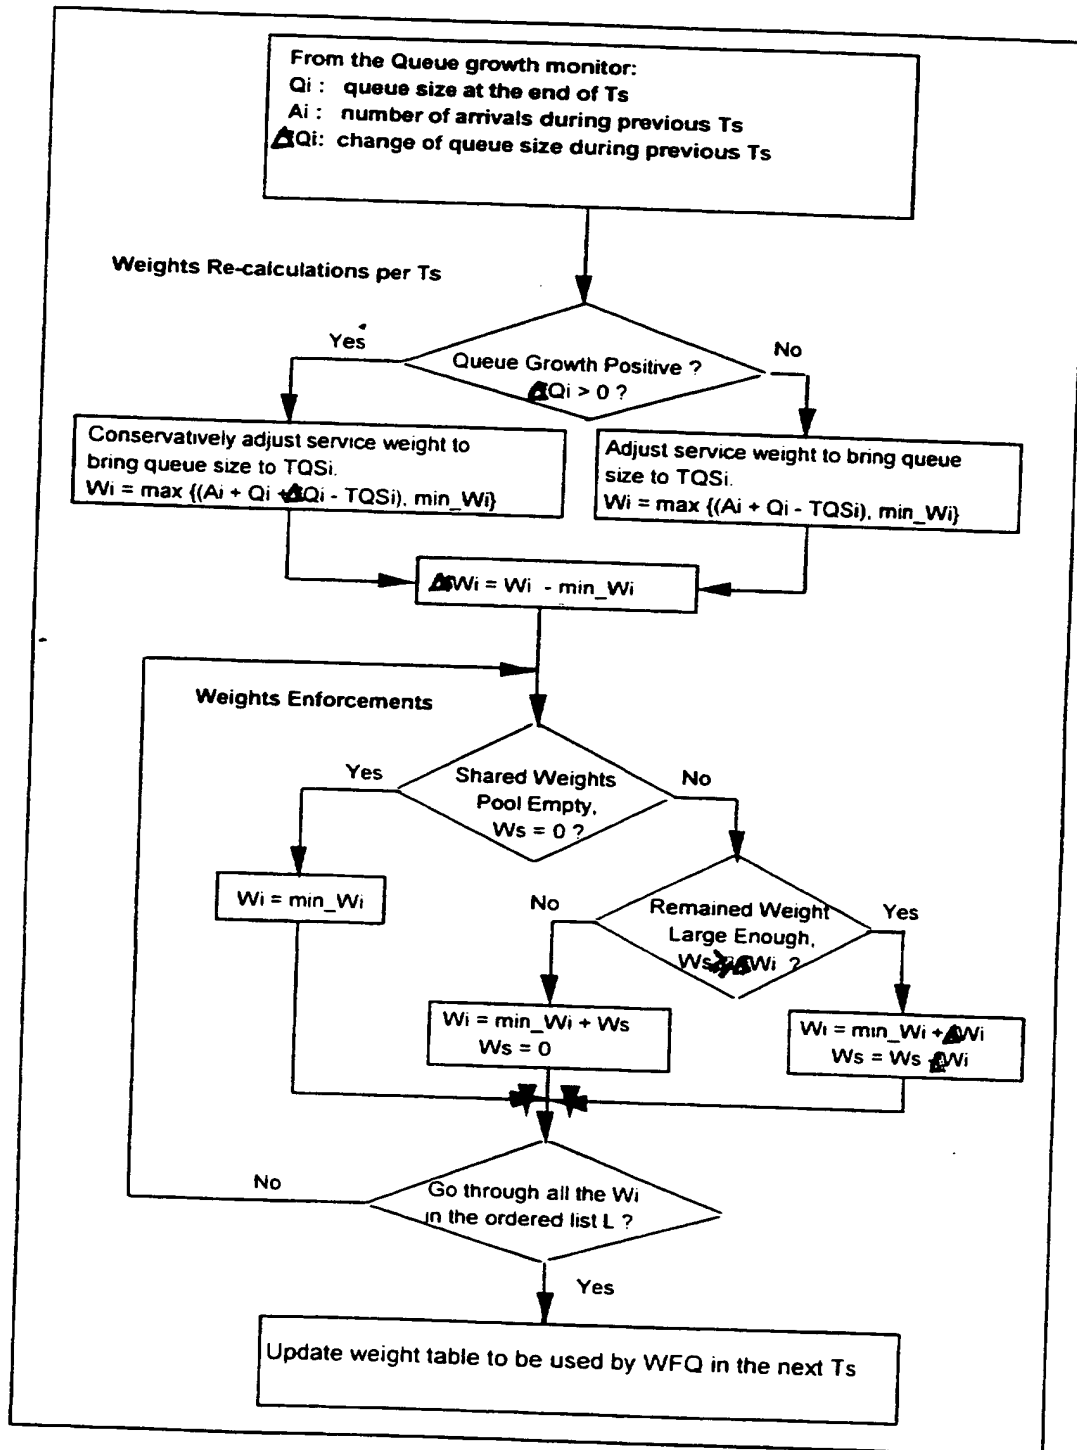 From the Queue growth monitor:
Qi : queue size at the end of Ts
Ai : number of arrivals during previous Ts
ΔQi: change of queue size during previous Ts
Weights Re-calculations per Ts
Yes
No
Queue Growth Positive ?
ΔQi > 0 ?
Conservatively adjust service weight to
bring queue size to TQSi.
Wi = max {(Ai + Qi +ΔQi - TQSi), min_Wi}
Adjust service weight to bring queue
size to TQSi.
Wi = max {(Ai + Qi - TQSi), min_Wi}
ΔWi = Wi - min_Wi
Weights Enforcements
Yes
No
Shared Weights
Pool Empty,
Ws = 0 ?
Wi = min_Wi
No
Yes
Remained Weight
Large Enough,
Ws ΔWi ?
Wi = min_Wi + Ws
Ws = 0
Wi = min_Wi +ΔWi
Ws = Ws ΔWi
No
Go through all the Wi
in the ordered list L ?
Yes
Update weight table to be used by WFQ in the next Ts